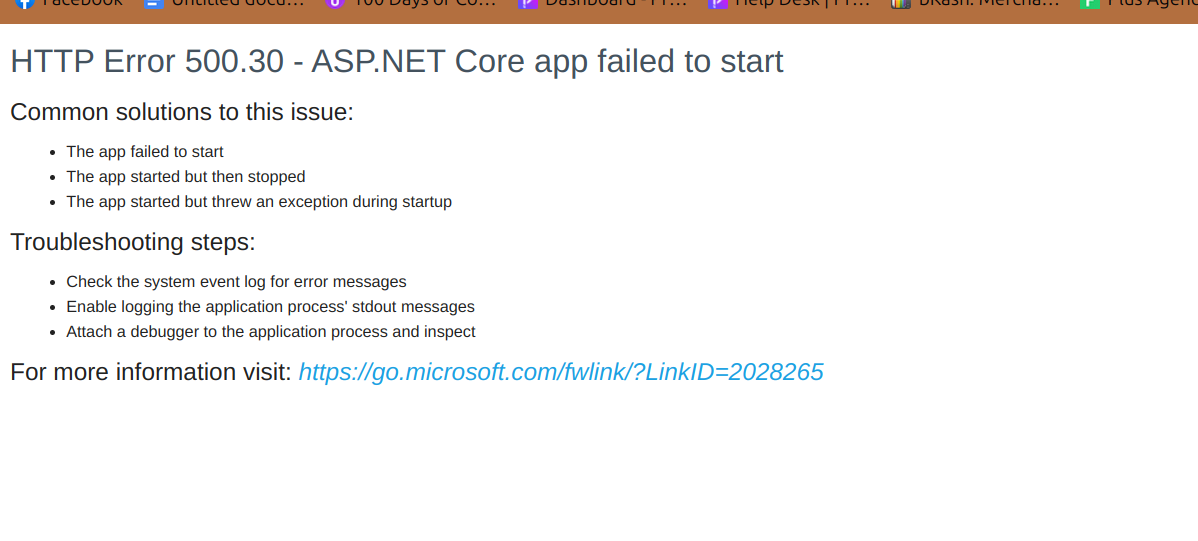 Facebook Untitled docu… 100 Days of Co… Dashboard - Fr… Help Desk | Fr… bKash: Mercha… Plus Agen
HTTP Error 500.30 - ASP.NET Core app failed to start
Common solutions to this issue:
• The app failed to start
• The app started but then stopped
• The app started but threw an exception during startup
Troubleshooting steps:
• Check the system event log for error messages
• Enable logging the application process' stdout messages
• Attach a debugger to the application process and inspect
For more information visit: https://go.microsoft.com/fwlink/?LinkID=2028265